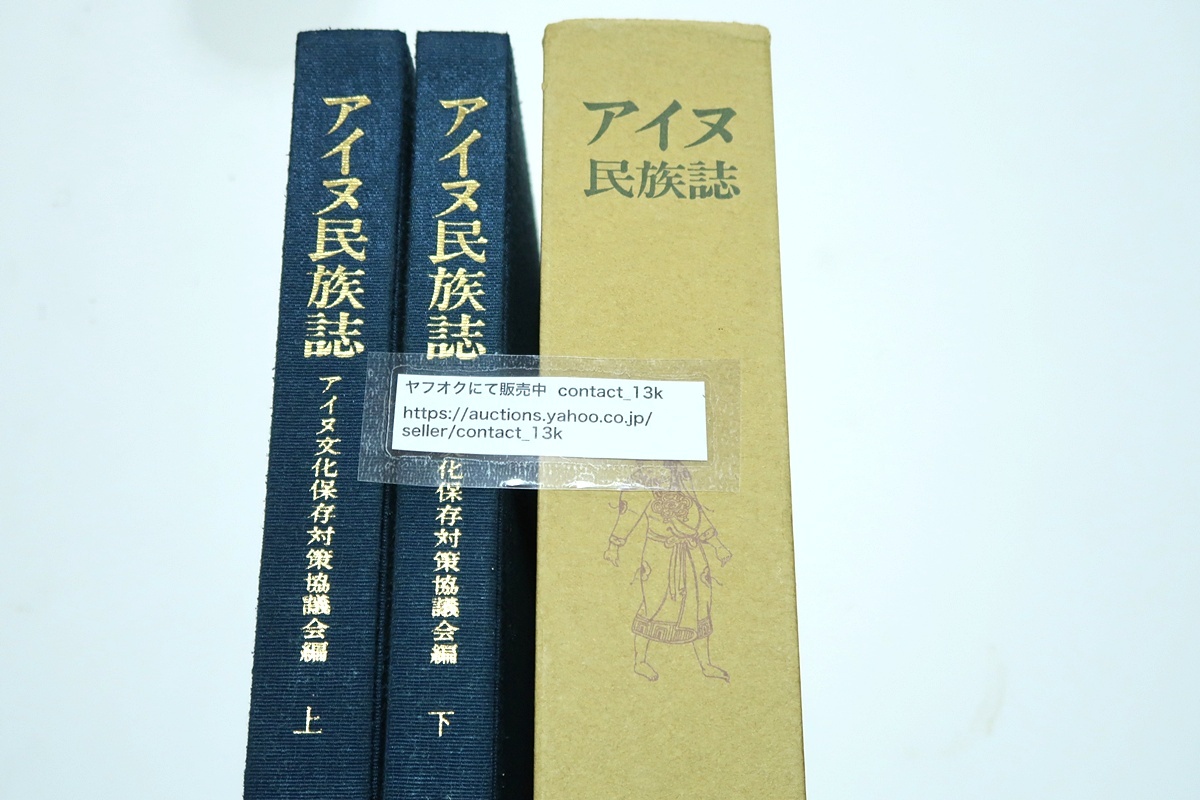 アイヌ民族誌
アイヌ文化保存対策協議会編
上
アイヌ民族誌
化保存対策協議会編
下
アイヌ
民族誌
ヤフオクにて販売中 contact_13k
https://auctions.yahoo.co.jp/
seller/contact_13k